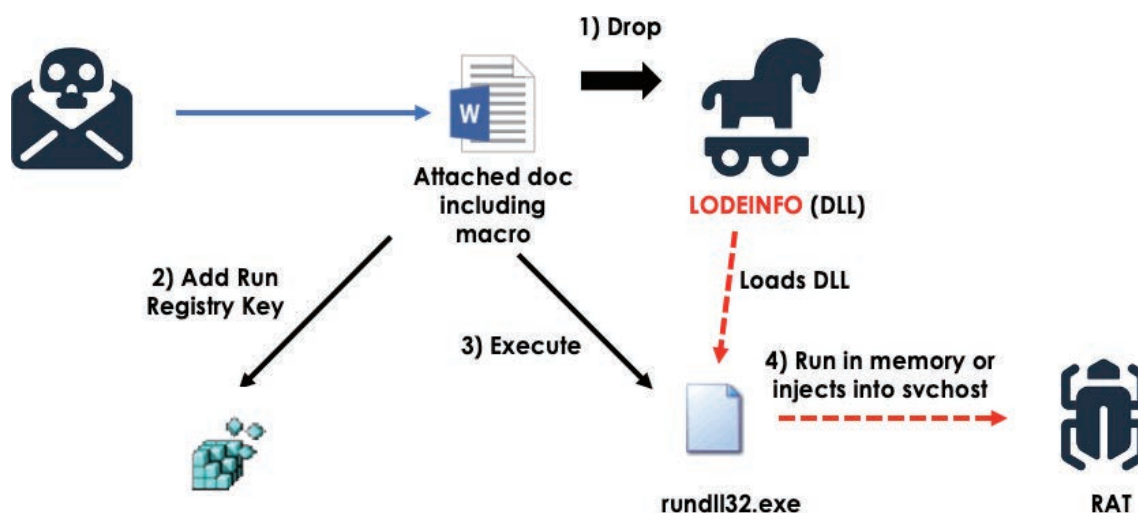 1) Drop
W
Attached doc
including
macro
LODEINFO (DLL)
2) Add Run
Registry Key
Loads DLL
3) Execute
4) Run in memory or
injects into svchost
rundll32.exe
RAT